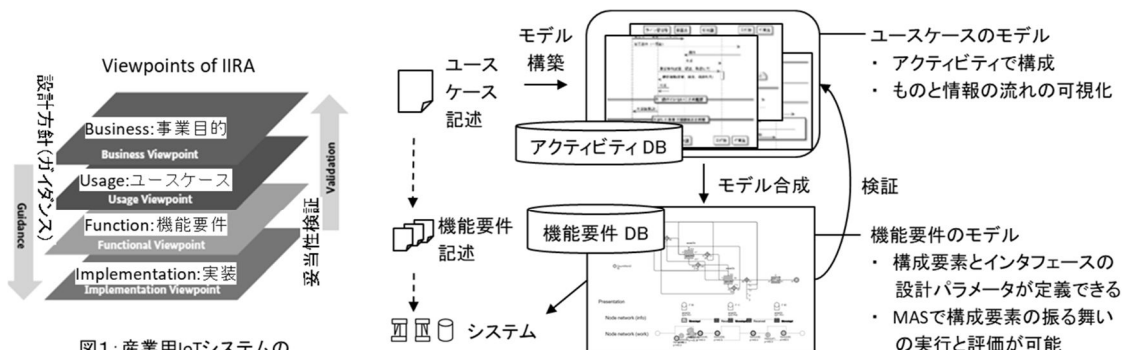 Viewpoints of IIRA
設計方針(ガイダンス)
Guidance
Business:事業目的
Business Viewpoint
Usage:ユースケース
Usage Viewpoint
Function:機能要件
Functional Viewpoint
Implementation:実装
Implementation Viewpoint
Validation
妥当性検証
図1:産業用IoTシステムの
ユース
ケース
記述
モデル
構築
アクティビティ DB
ユースケースのモデル
・ アクティビティで構成
・ ものと情報の流れの可視化
モデル合成
検証
機能要件
記述
機能要件 DB
Presentation
Node network (info)
Node network (work)
機能要件のモデル
・ 構成要素とインタフェースの
設計パラメータが定義できる
・ MASで構成要素の振る舞い
の実行と評価が可能
システム